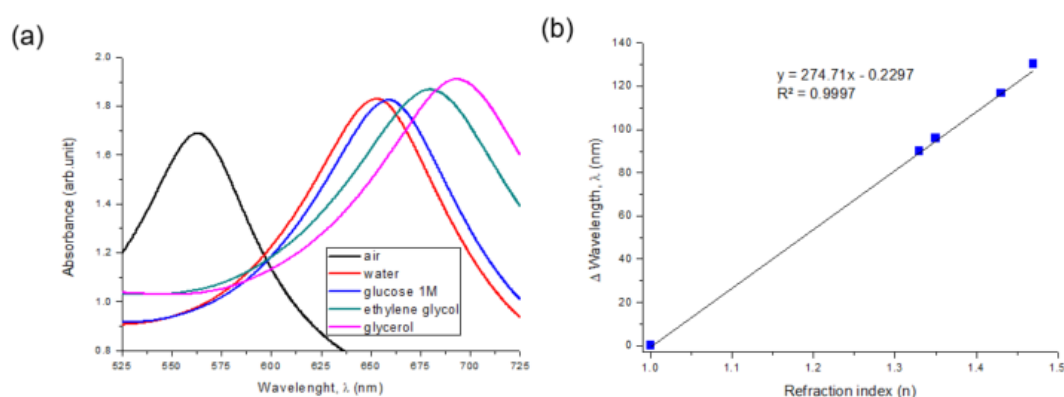 (a)
2.0
1.8
1.6
1.4
1.2
1.0
0.8
Absorbance (arb.unit)
air
water
glucose 1M
ethylene glycol
glycerol
525 550 575 600 625 650 675 700 725
Wavelenght, λ (nm)
(b)
140
120
100
80
60
40
20
0
Δ Wavelength, λ (nm)
y = 274.71x - 0.2297
R² = 0.9997
1.0 1.1 1.2 1.3 1.4 1.5
Refraction index (n)